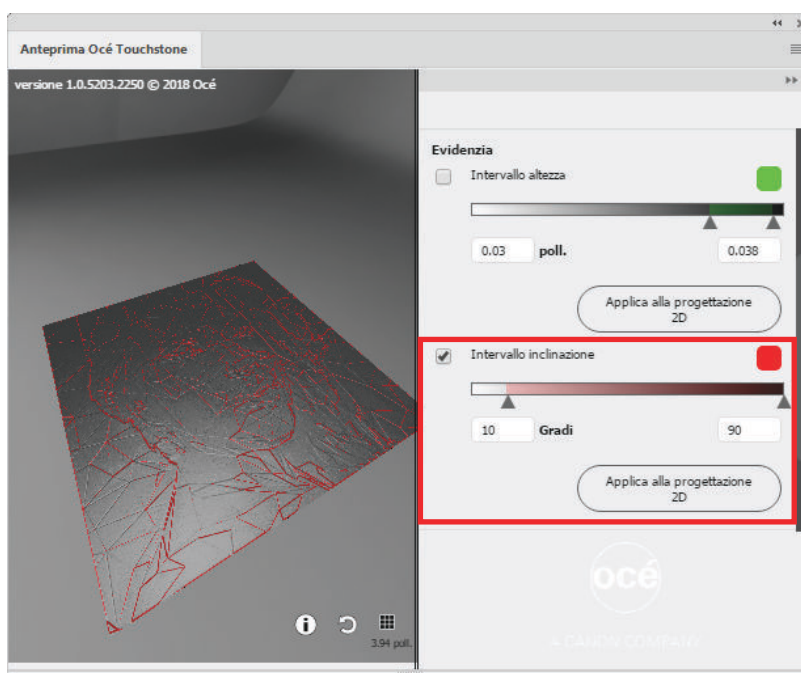 Anteprima Océ Touchstone
versione 1.0.5203.2250 © 2018 Océ
Evidenzia
Intervallo altezza
0.03 poll. 0.038
Applica alla progettazione
2D
Intervallo inclinazione
10 Gradi 90
Applica alla progettazione
2D
océ
A CANON COMPANY
3.94 poll.